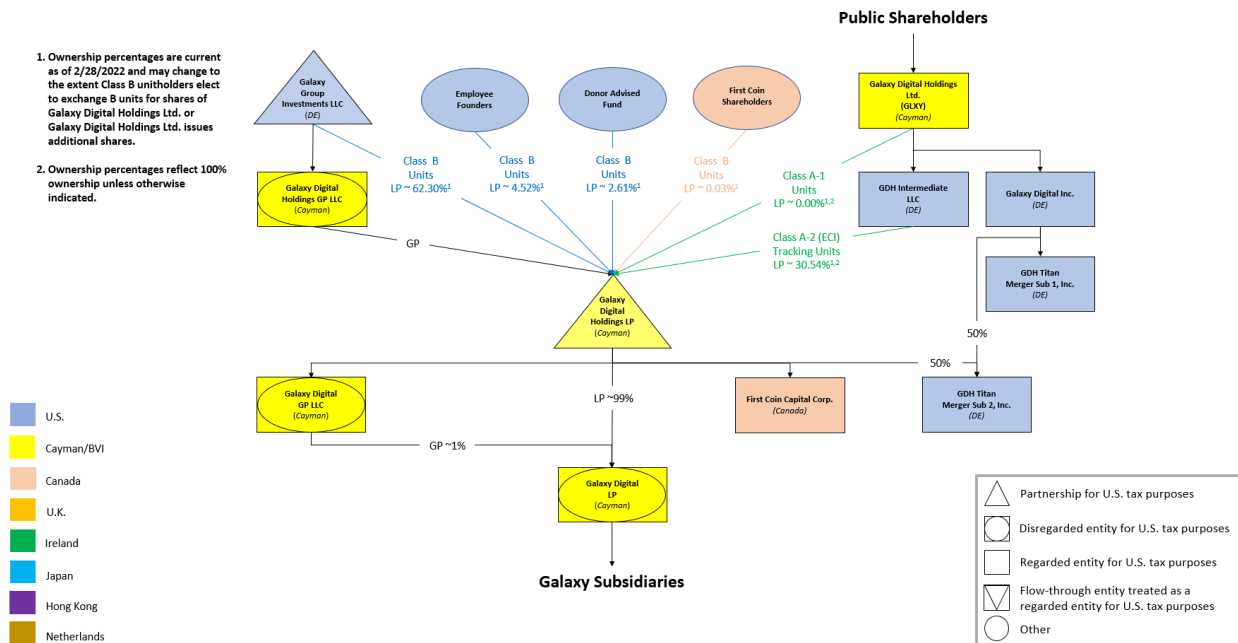 Public Shareholders
1. Ownership percentages are current
as of 2/28/2022 and may change to
the extent Class B unitholders elect
to exchange B units for shares of
Galaxy Digital Holdings Ltd. or
Galaxy Digital Holdings Ltd. issues
additional shares.
2. Ownership percentages reflect 100%
ownership unless otherwise
indicated.
Galaxy
Group
Investments LLC
(DE)
Employee
Founders
Donor Advised
Fund
First Coin
Shareholders
Galaxy Digital Holdings
Ltd.
(GLXY)
(Cayman)
Class B
Units
LP ~ 62.30%¹
Class B
Units
LP ~ 4.52%¹
Class B
Units
LP ~ 2.61%¹
Class B
Units
LP ~ 0.03%¹
Class A-1
Units
LP ~ 0.00%¹,²
Galaxy Digital
Holdings GP LLC
(Cayman)
GDH Intermediate
LLC
(DE)
Galaxy Digital Inc.
(DE)
GP
Class A-2 (ECI)
Tracking Units
LP ~ 30.54%¹,²
GDH Titan
Merger Sub 1, Inc.
(DE)
Galaxy
Digital
Holdings LP
(Cayman)
50%
50%
Galaxy Digital
GP LLC
(Cayman)
LP ~99%
First Coin Capital Corp.
(Canada)
GDH Titan
Merger Sub 2, Inc.
(DE)
GP ~1%
Galaxy Digital
LP
(Cayman)
Galaxy Subsidiaries
U.S.
Cayman/BVI
Canada
U.K.
Ireland
Japan
Hong Kong
Netherlands
Partnership for U.S. tax purposes
Disregarded entity for U.S. tax purposes
Regarded entity for U.S. tax purposes
Flow-through entity treated as a
regarded entity for U.S. tax purposes
Other